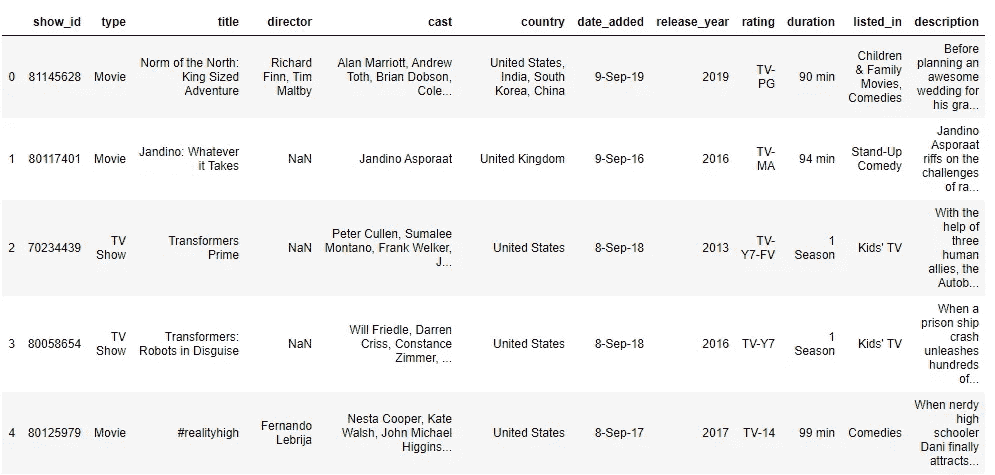 show_id type title director cast country date_added release_year rating duration listed_in description
0
81145628
Movie
Norm of the North:
King Sized
Adventure
Richard
Finn, Tim
Maltby
Alan Marriott, Andrew
Toth, Brian Dobson,
Cole...
United States,
India, South
Korea, China
9-Sep-19
2019
TV-
PG
90 min
Children
& Family
Movies,
Comedies
Before
planning an
awesome
wedding for
his gra...
1
80117401
Movie
Jandino: Whatever
it Takes
NaN
Jandino Asporaat
United Kingdom
9-Sep-16
2016
TV-
MA
94 min
Stand-Up
Comedy
Jandino
Asporaat
riffs on the
challenges
of ra...
2
70234439
TV
Show
Transformers
Prime
NaN
Peter Cullen, Sumalee
Montano, Frank Welker,
J...
United States
8-Sep-18
2013
TV-
Y7-FV
1
Season
Kids' TV
With the
help of
three
human
allies, the
Autob...
3
80058654
TV
Show
Transformers:
Robots in Disguise
NaN
Will Friedle, Darren
Criss, Constance
Zimmer, ...
United States
8-Sep-18
2016
TV-Y7
1
Season
Kids' TV
When a
prison ship
crash
unleashes
hundreds
of...
4
80125979
Movie
#realityhigh
Fernando
Lebrija
Nesta Cooper, Kate
Walsh, John Michael
Higgins...
United States
8-Sep-17
2017
TV-14
99 min
Comedies
When nerdy
high
schooler
Dani finally
attracts...